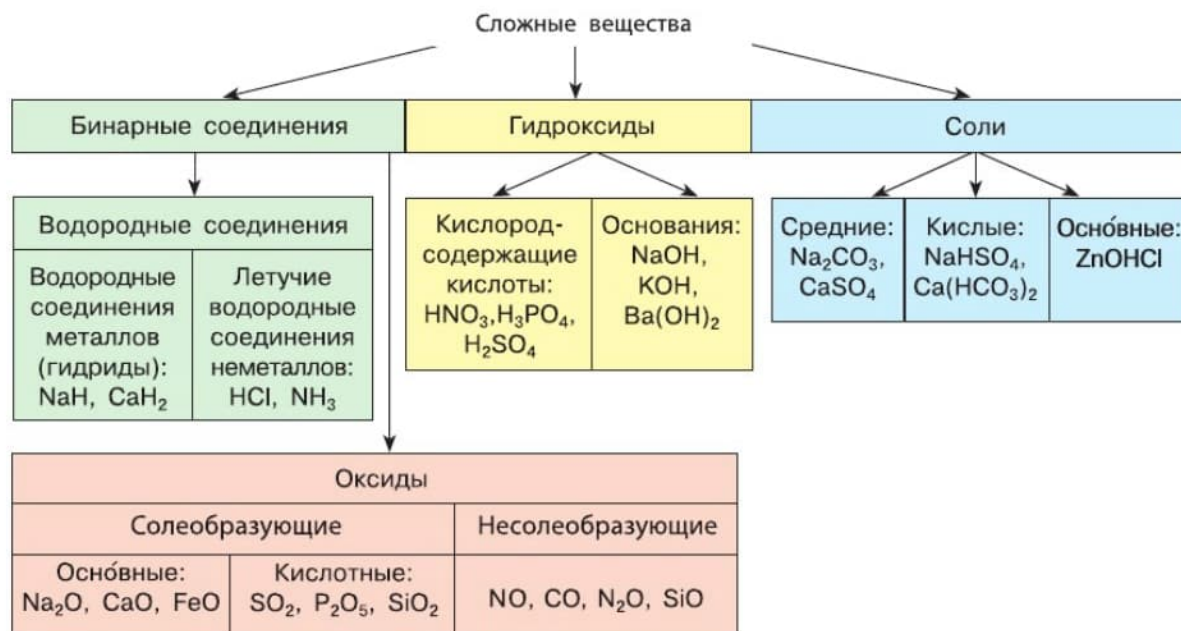 Сложные вещества
Бинарные соединения
Гидроксиды
Соли
Водородные соединения
Водородные
соединения
металлов
(гидриды):
NaH, CaH₂
Летучие
водородные
соединения
неметаллов:
HCl, NH₃
Кислород-
содержащие
кислоты:
HNO₃,H₃PO₄,
H₂SO₄
Основания:
NaOH,
KOH,
Ba(OH)₂
Средние:
Na₂CO₃,
CaSO₄
Кислые:
NaHSO₄,
Ca(HCO₃)₂
Осно́вные:
ZnOHCl
Оксиды
Солеобразующие
Несолеобразующие
Осно́вные:
Na₂O, CaO, FeO
Кислотные:
SO₂, P₂O₅, SiO₂
NO, CO, N₂O, SiO